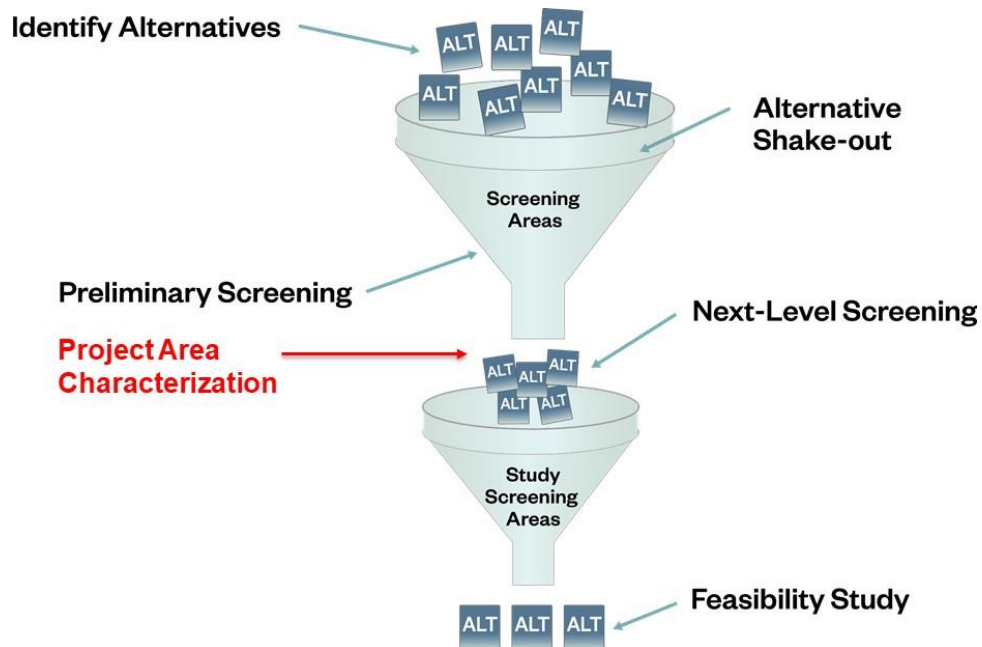 Identify Alternatives
ALT
ALT
ALT
ALT
ALT
ALT
ALT
ALT
Alternative
Shake-out
Screening
Areas
Preliminary Screening
Next-Level Screening
Project Area
Characterization
ALT
ALT
ALT
ALT
ALT
Study
Screening
Areas
Feasibility Study
ALT
ALT
ALT